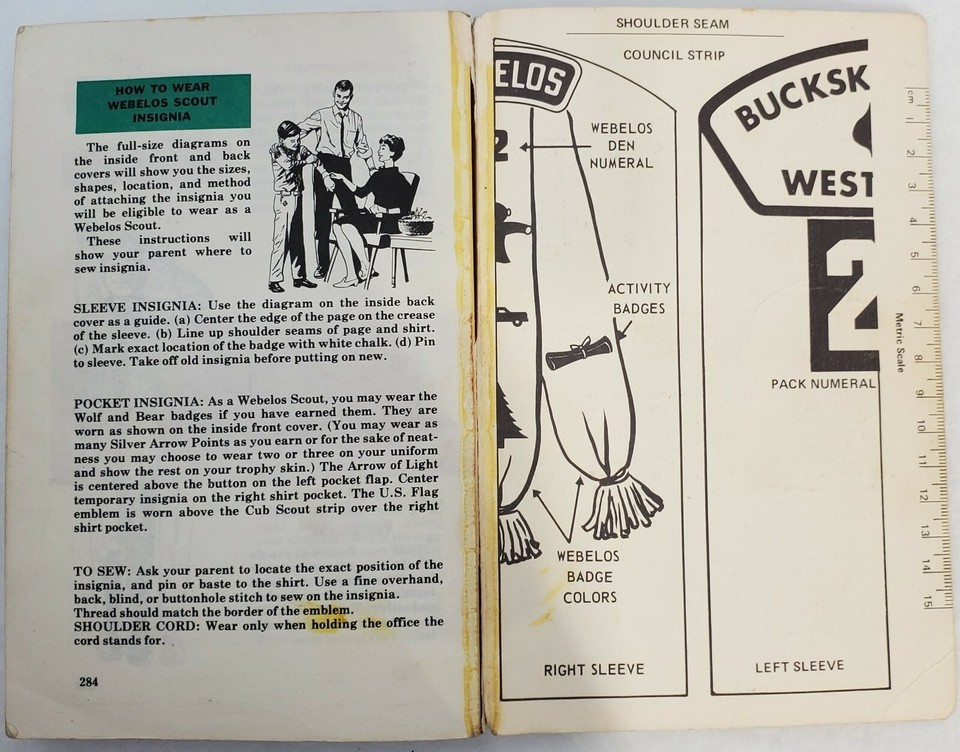 HOW TO WEAR
WEBELOS SCOUT
INSIGNIA
The full-size diagrams on
the inside front and back
covers will show you the sizes,
shapes, location, and method
of attaching the insignia you
will be eligible to wear as a
Webelos Scout.
These instructions will
show your parent where to
sew insignia.
SLEEVE INSIGNIA: Use the diagram on the inside back
cover as a guide. (a) Center the edge of the page on the crease
of the sleeve. (b) Line up shoulder seams of page and shirt.
(c) Mark exact location of the badge with white chalk. (d) Pin
to sleeve. Take off old insignia before putting on new.
POCKET INSIGNIA: As a Webelos Scout, you may wear the
Wolf and Bear badges if you have earned them. They are
worn as shown on the inside front cover. (You may wear as
many Silver Arrow Points as you earn or for the sake of neat-
ness you may choose to wear two or three on your uniform
and show the rest on your trophy skin.) The Arrow of Light
is centered above the button on the left pocket flap. Center
temporary insignia on the right shirt pocket. The U.S. Flag
emblem is worn above the Cub Scout strip over the right
shirt pocket.
TO SEW: Ask your parent to locate the exact position of the
insignia, and pin or baste to the shirt. Use a fine overhand,
back, blind, or buttonhole stitch to sew on the insignia.
Thread should match the border of the emblem.
SHOULDER CORD: Wear only when holding the office the
cord stands for.
284
SHOULDER SEAM
COUNCIL STRIP
ELOS
2
WEBELOS
DEN
NUMERAL
ACTIVITY
BADGES
WEBELOS
BADGE
COLORS
RIGHT SLEEVE
BUCKSK
WEST
2
PACK NUMERAL
LEFT SLEEVE
cm
1
2
3
4
5
6
7
8
9
10
11
12
13
14
15
Metric Scale